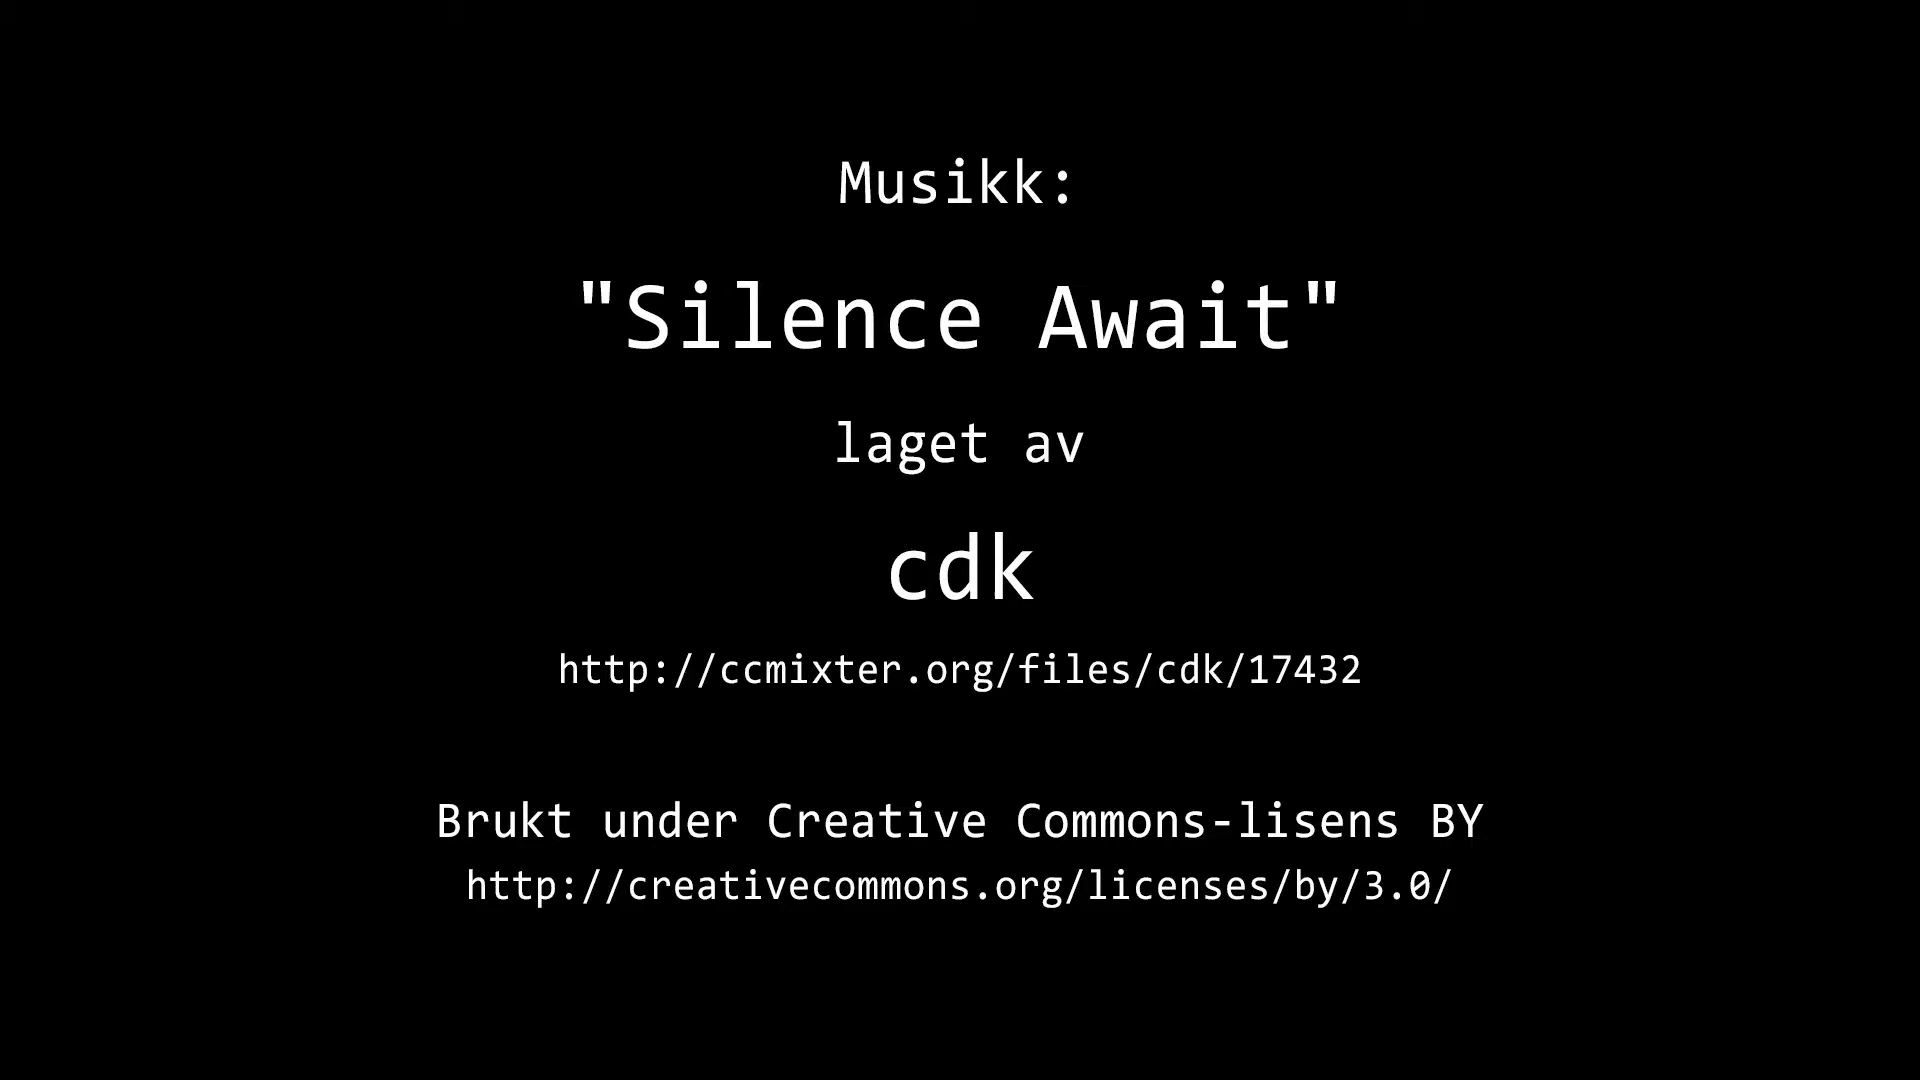 Musikk:
"Silence Await"
laget av
cdk
http://ccmixter.org/files/cdk/17432
Brukt under Creative Commons-lisens BY
http://creativecommons.org/licenses/by/3.0/